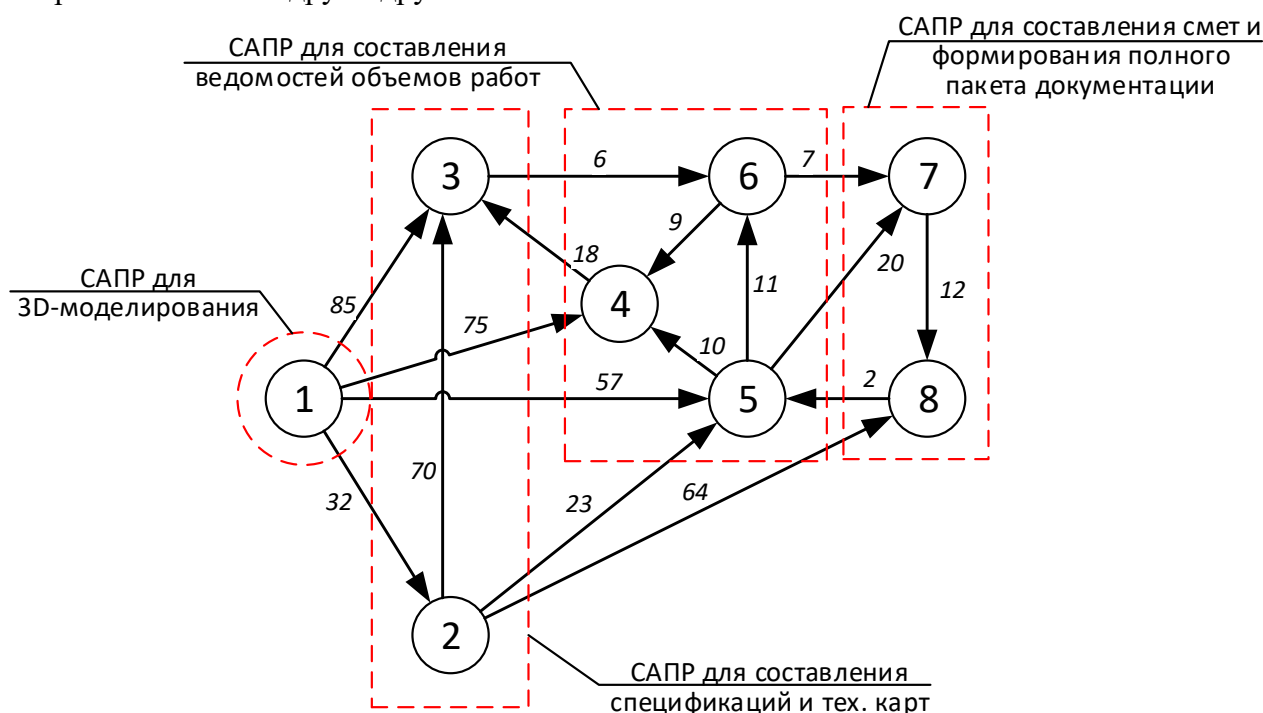 САПР для составления
ведомостей объемов работ
САПР для составления смет и
формирования полного
пакета документации
3
6
6
7
7
9
18
САПР для
3D-моделирования
4
20
11
12
85
75
10
1
57
5
2
8
70
32
23
64
2
САПР для составления
спецификаций и тех. карт